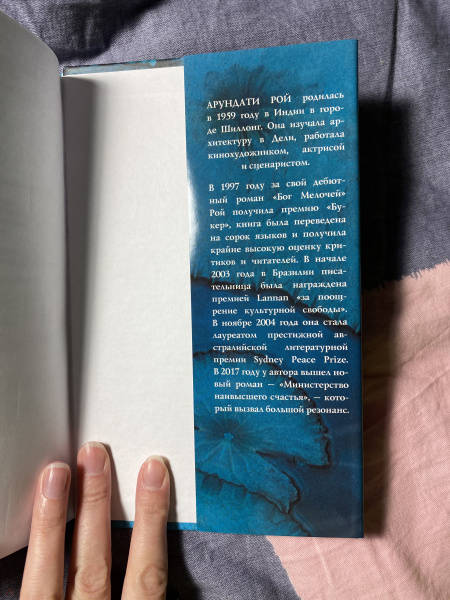 АРУНДАТИ РОЙ родилась
в 1959 году в Индии в горо-
де Шиллонг. Она изучала ар-
хитектуру в Дели, работала
кинохудожником, актрисой
и сценаристом.
В 1997 году за свой дебют-
ный роман «Бог Мелочей»
Рой получила премию «Бу-
кер», книга была переведена
на сорок языков и получила
крайне высокую оценку кри-
тиков и читателей. В начале
2003 года в Бразилии писа-
тельница была награждена
премией Lannan «за поощ-
рение культурной свободы».
В ноябре 2004 года она стала
лауреатом престижной ав-
стралийской литературной
премии Sydney Peace Prize.
В 2017 году у автора вышел но-
вый роман — «Министерство
наивысшего счастья», — кото-
рый вызвал большой резонанс.